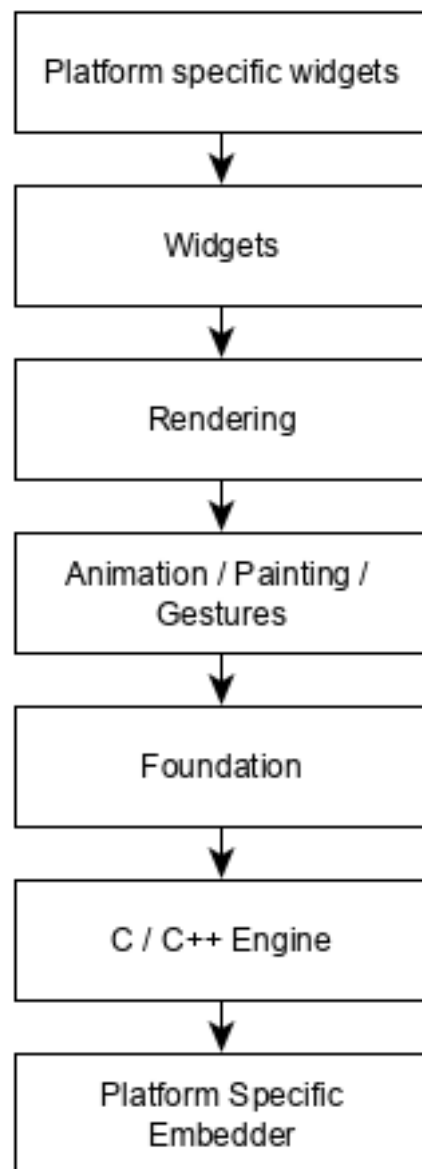 Platform specific widgets
Widgets
Rendering
Animation / Painting /
Gestures
Foundation
C / C++ Engine
Platform Specific
Embedder